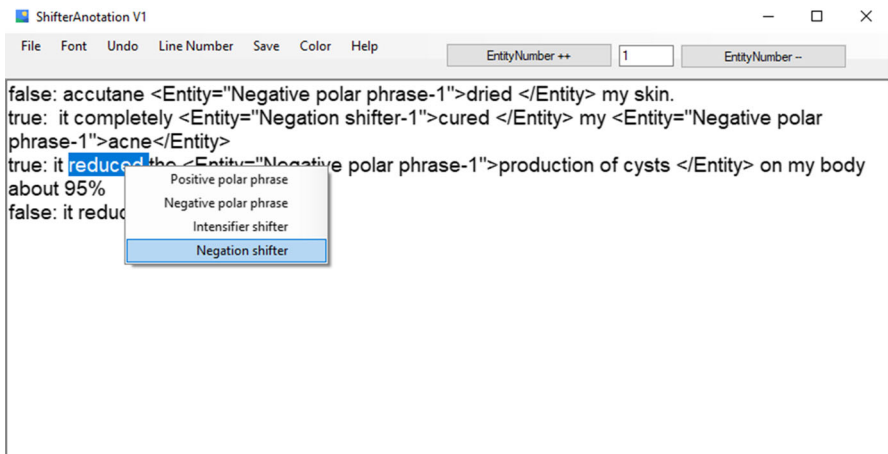 ShifterAnotation V1
File Font Undo Line Number Save Color Help EntityNumber ++ 1 EntityNumber --
false: accutane <Entity="Negative polar phrase-1">dried </Entity> my skin.
true:  it completely <Entity="Negation shifter-1">cured </Entity> my <Entity="Negative polar
phrase-1">acne</Entity>
true: it reduced the <Entity="Negative polar phrase-1">production of cysts </Entity> on my body
about 95%
false: it reduc
Positive polar phrase
Negative polar phrase
Intensifier shifter
Negation shifter